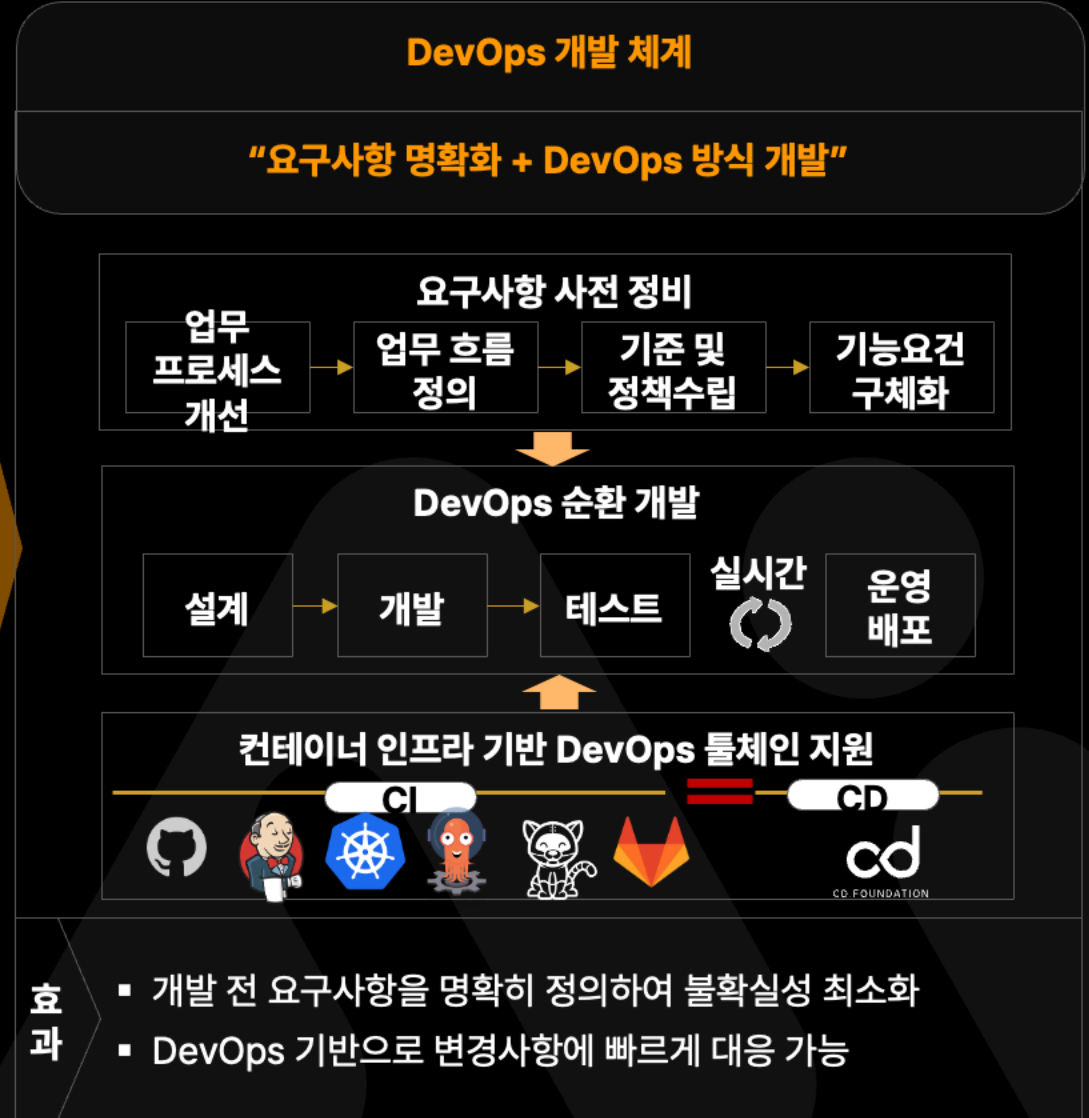 DevOps 개발 체계
“요구사항 명확화 + DevOps 방식 개발”
요구사항 사전 정비
업무
프로세스
개선
업무 흐름
정의
기준 및
정책수립
기능요건
구체화
DevOps 순환 개발
설계
개발
테스트
실시간
운영
배포
컨테이너 인프라 기반 DevOps 툴체인 지원
CI
CD
cd
CD.FOUNDATION
효
과
▪ 개발 전 요구사항을 명확히 정의하여 불확실성 최소화
▪ DevOps 기반으로 변경사항에 빠르게 대응 가능